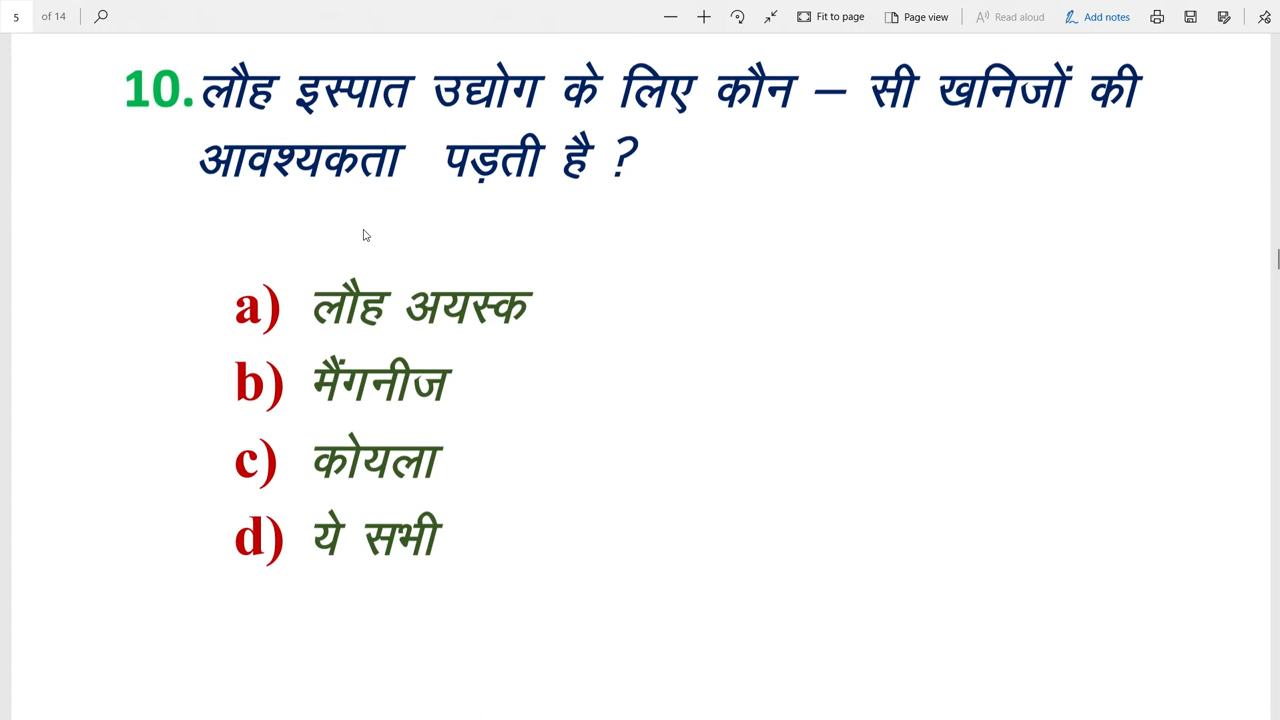 5 of 14 Fit to page Page view Read aloud Add notes
10. लौह इस्पात उद्योग के लिए कौन – सी खनिजों की
आवश्यकता पड़ती है ?
a) लौह अयस्क
b) मैंगनीज
c) कोयला
d) ये सभी